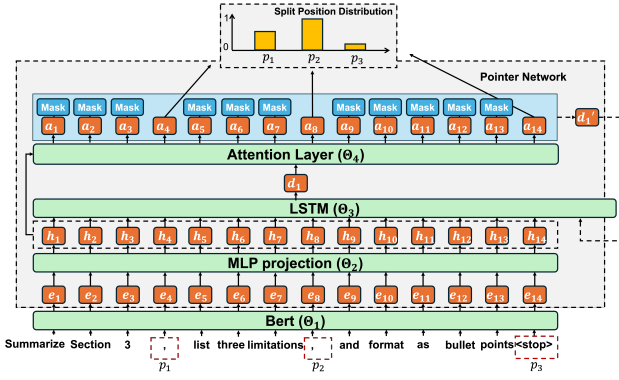 Split Position Distribution
1
0
p₁ p₂ p₃
Pointer Network
Mask Mask Mask Mask Mask Mask Mask Mask Mask Mask Mask
a₁ a₂ a₃ a₄ a₅ a₆ a₇ a₈ a₉ a₁₀ a₁₁ a₁₂ a₁₃ a₁₄ d₁'
Attention Layer (Θ₄)
d₁
LSTM (Θ₃)
h₁ h₂ h₃ h₄ h₅ h₆ h₇ h₈ h₉ h₁₀ h₁₁ h₁₂ h₁₃ h₁₄
MLP projection (Θ₂)
e₁ e₂ e₃ e₄ e₅ e₆ e₇ e₈ e₉ e₁₀ e₁₁ e₁₂ e₁₃ e₁₄
Bert (Θ₁)
Summarize Section 3 , list three limitations , and format as bullet points <stop>
p₁ p₂ p₃